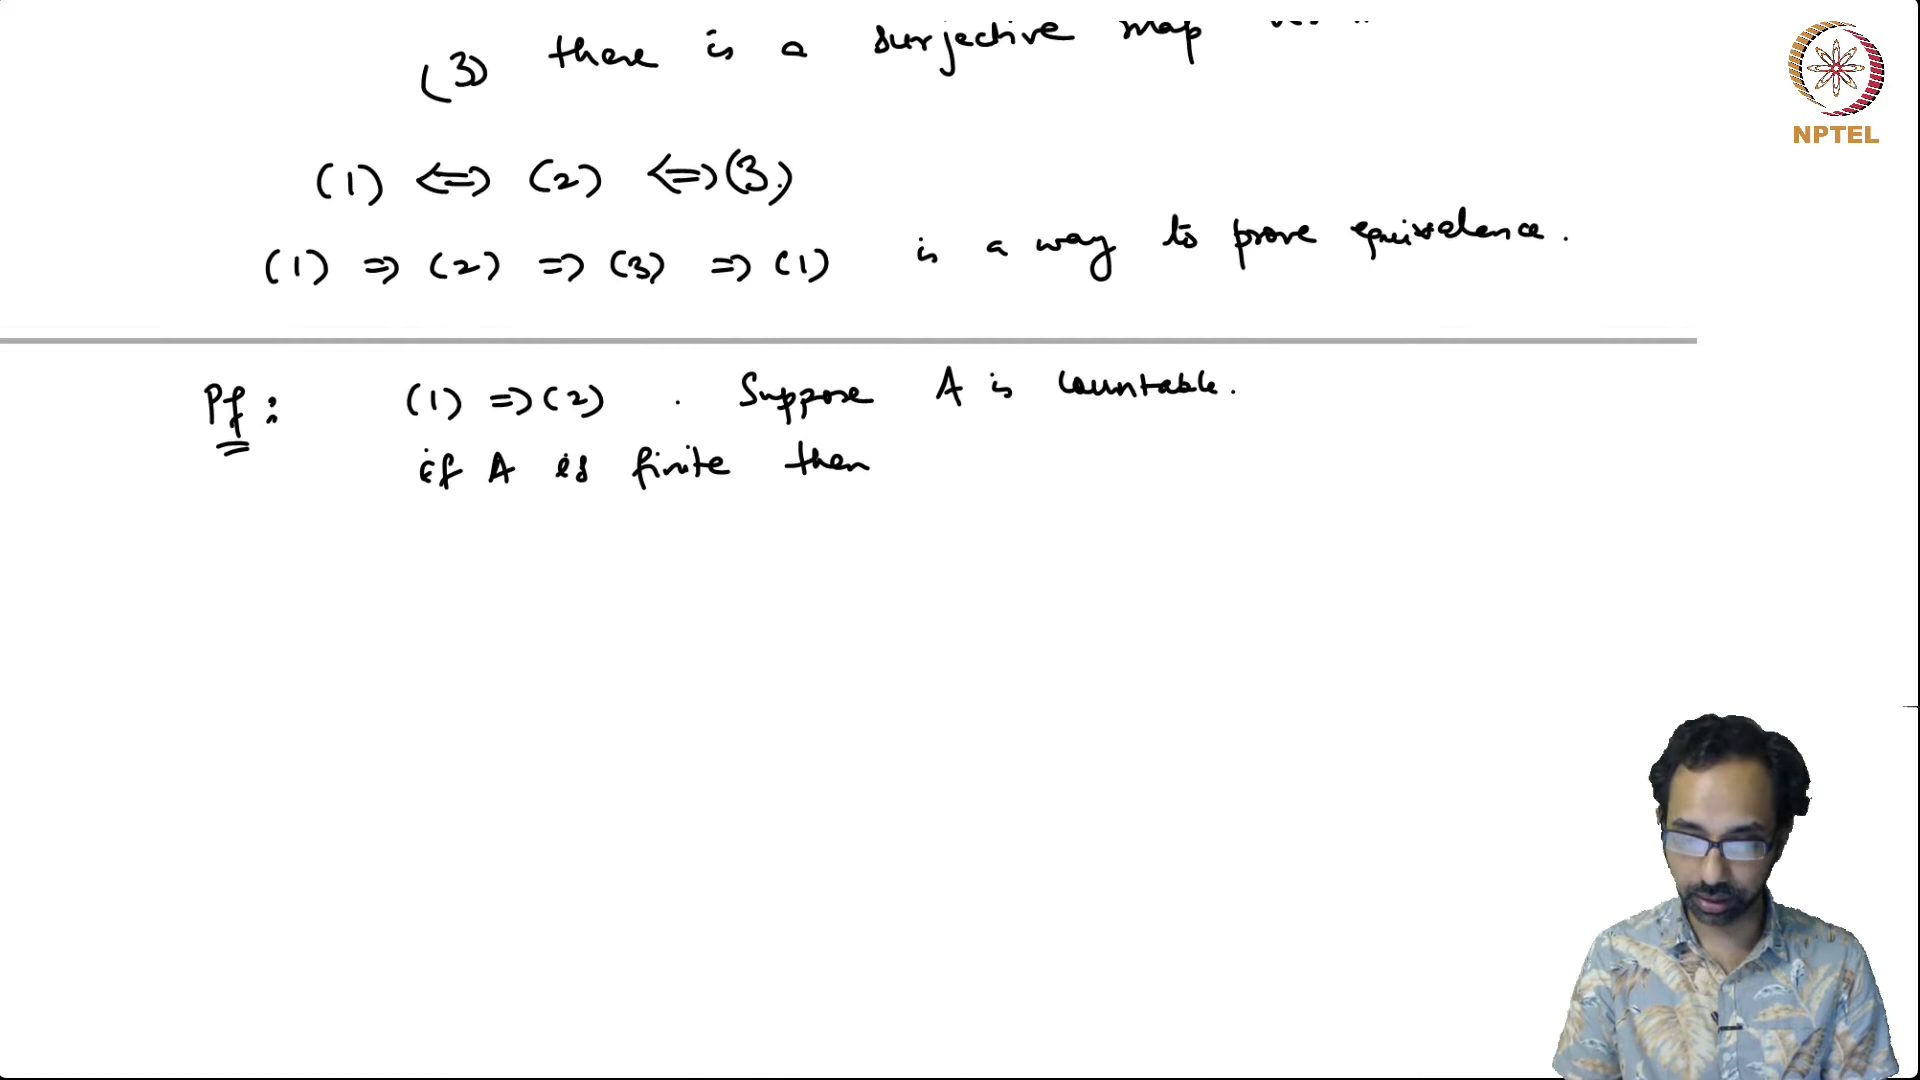 (3) there is a surjective map
NPTEL
(1) <=> (2) <=> (3)
(1) => (2) => (3) => (1) is a way to prove equivalence.
Pf: (1) => (2). Suppose A is countable.
if A is finite then